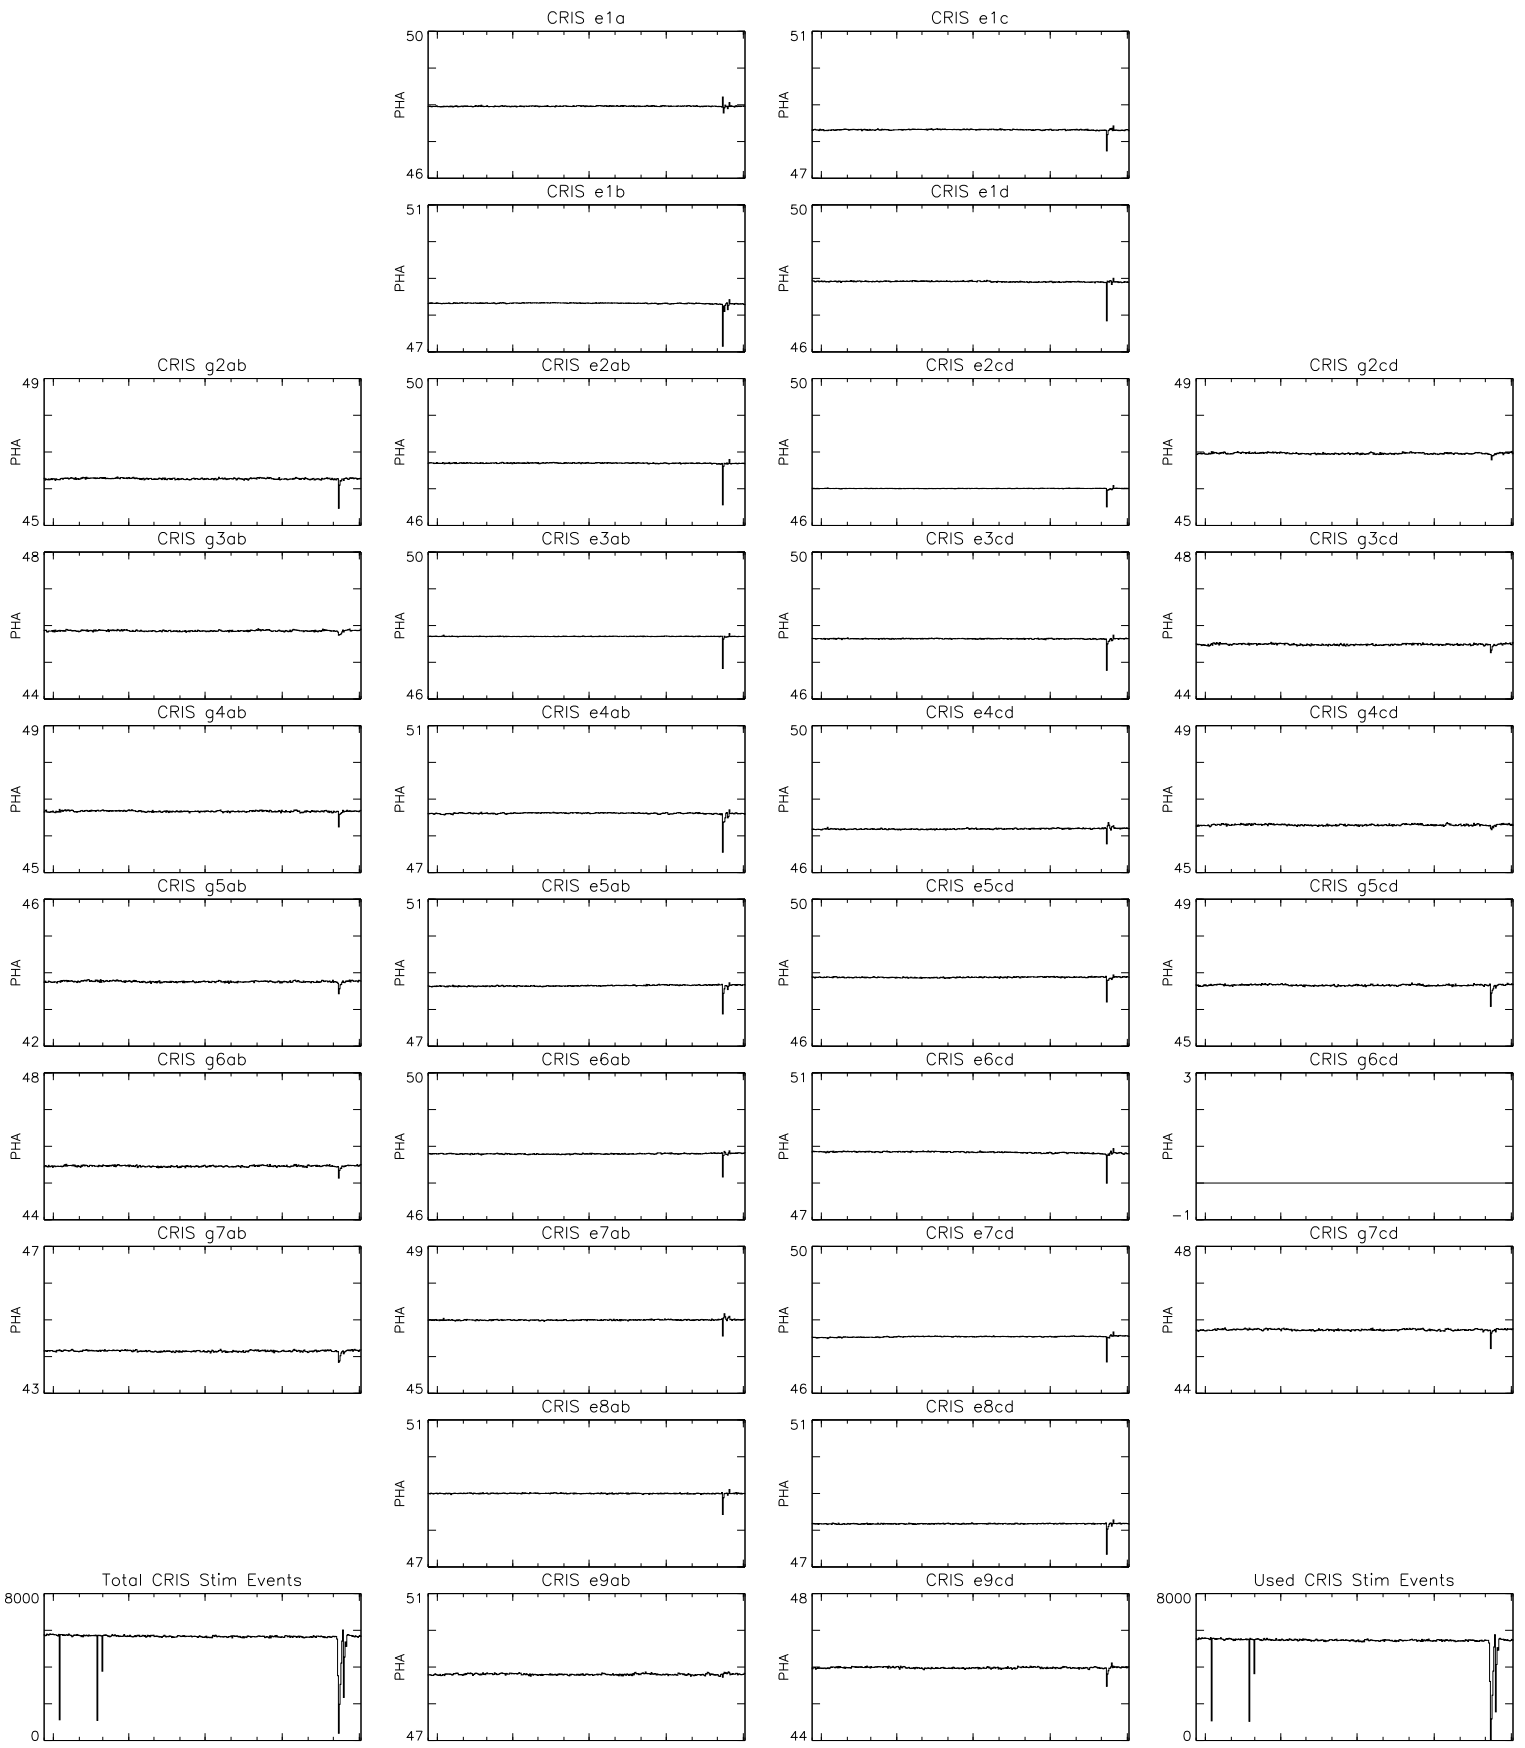 CRIS e1a
50
PHA
46
CRIS e1c
51
PHA
47
CRIS e1b
51
PHA
47
CRIS e1d
50
PHA
46
CRIS g2ab
49
PHA
45
CRIS e2ab
50
PHA
46
CRIS e2cd
50
PHA
46
CRIS g2cd
49
PHA
45
CRIS g3ab
48
PHA
44
CRIS e3ab
50
PHA
46
CRIS e3cd
50
PHA
46
CRIS g3cd
48
PHA
44
CRIS g4ab
49
PHA
45
CRIS e4ab
51
PHA
47
CRIS e4cd
50
PHA
46
CRIS g4cd
49
PHA
45
CRIS g5ab
46
PHA
42
CRIS e5ab
51
PHA
47
CRIS e5cd
50
PHA
46
CRIS g5cd
49
PHA
45
CRIS g6ab
48
PHA
44
CRIS e6ab
50
PHA
46
CRIS e6cd
51
PHA
47
CRIS g6cd
3
PHA
-1
CRIS g7ab
47
PHA
43
CRIS e7ab
49
PHA
45
CRIS e7cd
50
PHA
46
CRIS g7cd
48
PHA
44
CRIS e8ab
51
PHA
47
CRIS e8cd
51
PHA
47
Total CRIS Stim Events
8000
0
CRIS e9ab
51
PHA
47
CRIS e9cd
48
PHA
44
Used CRIS Stim Events
8000
0